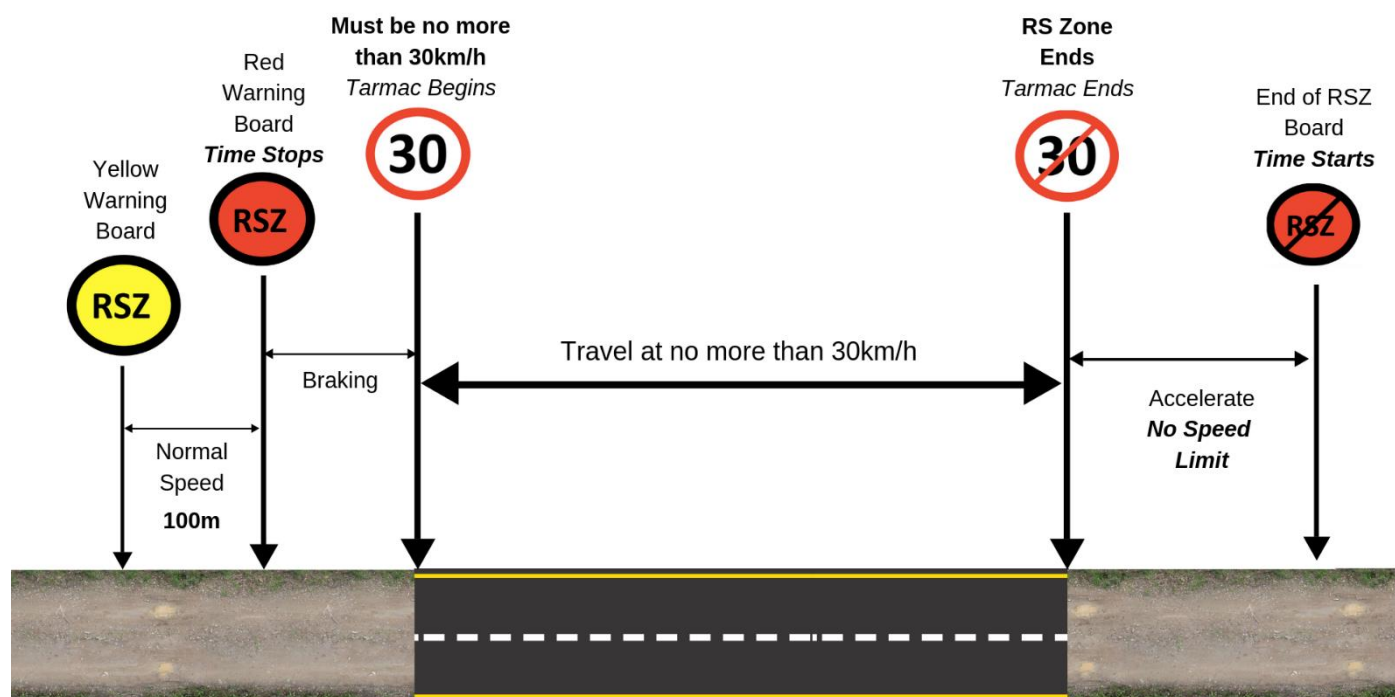 Yellow
Warning
Board
RSZ
Normal
Speed
100m
Red
Warning
Board
Time Stops
RSZ
Braking
Must be no more
than 30km/h
Tarmac Begins
30
Travel at no more than 30km/h
RS Zone
Ends
Tarmac Ends
30
Accelerate
No Speed
Limit
End of RSZ
Board
Time Starts
RSZ